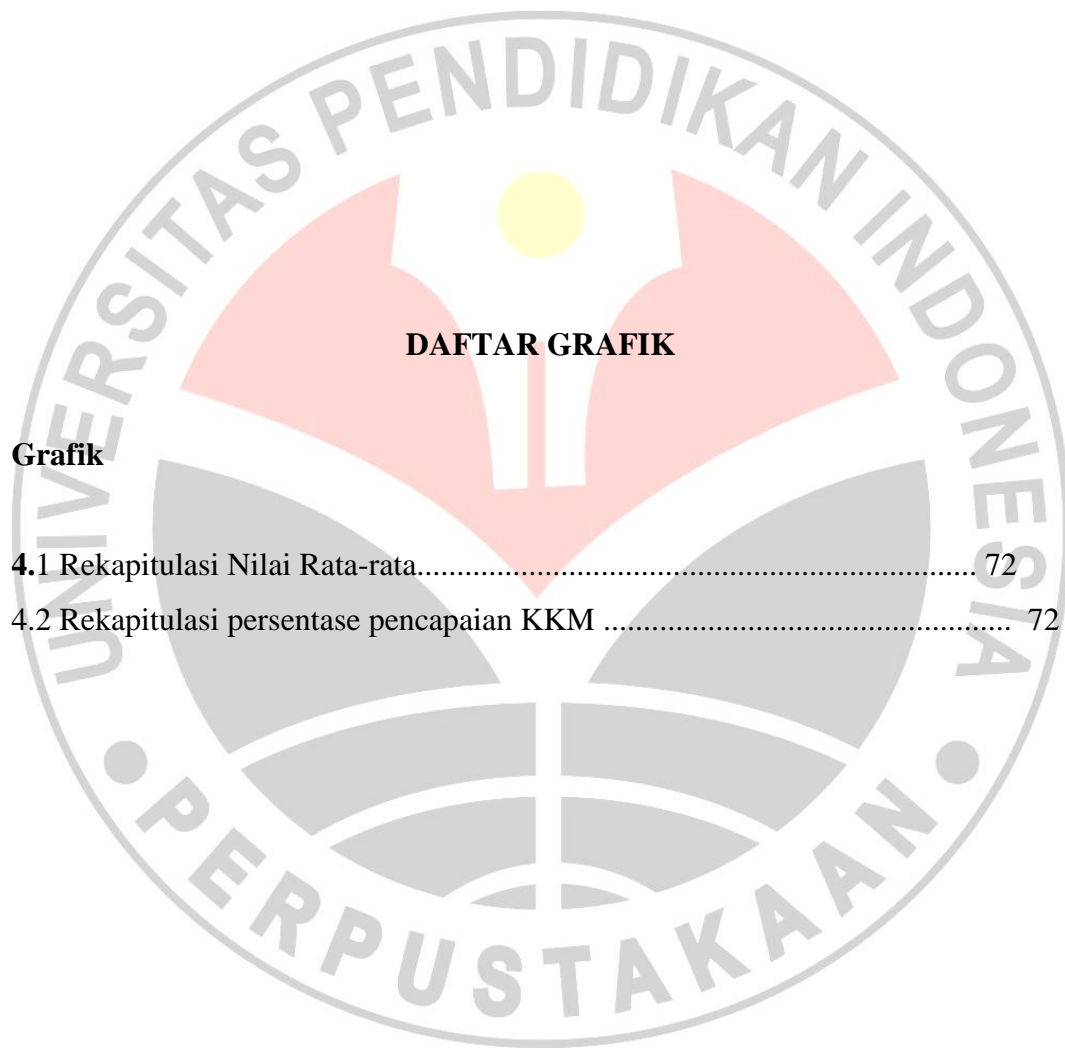 UNIVERSITAS PENDIDIKAN INDONESIA
DAFTAR GRAFIK
Grafik
4.1 Rekapitulasi Nilai Rata-rata.................................................................... 72
4.2 Rekapitulasi persentase pencapaian KKM ................................................. 72
PERPUSTAKAAN